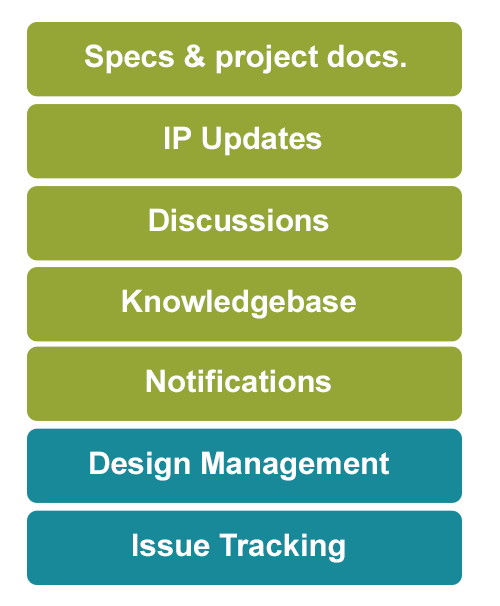 Specs & project docs.
IP Updates
Discussions
Knowledgebase
Notifications
Design Management
Issue Tracking